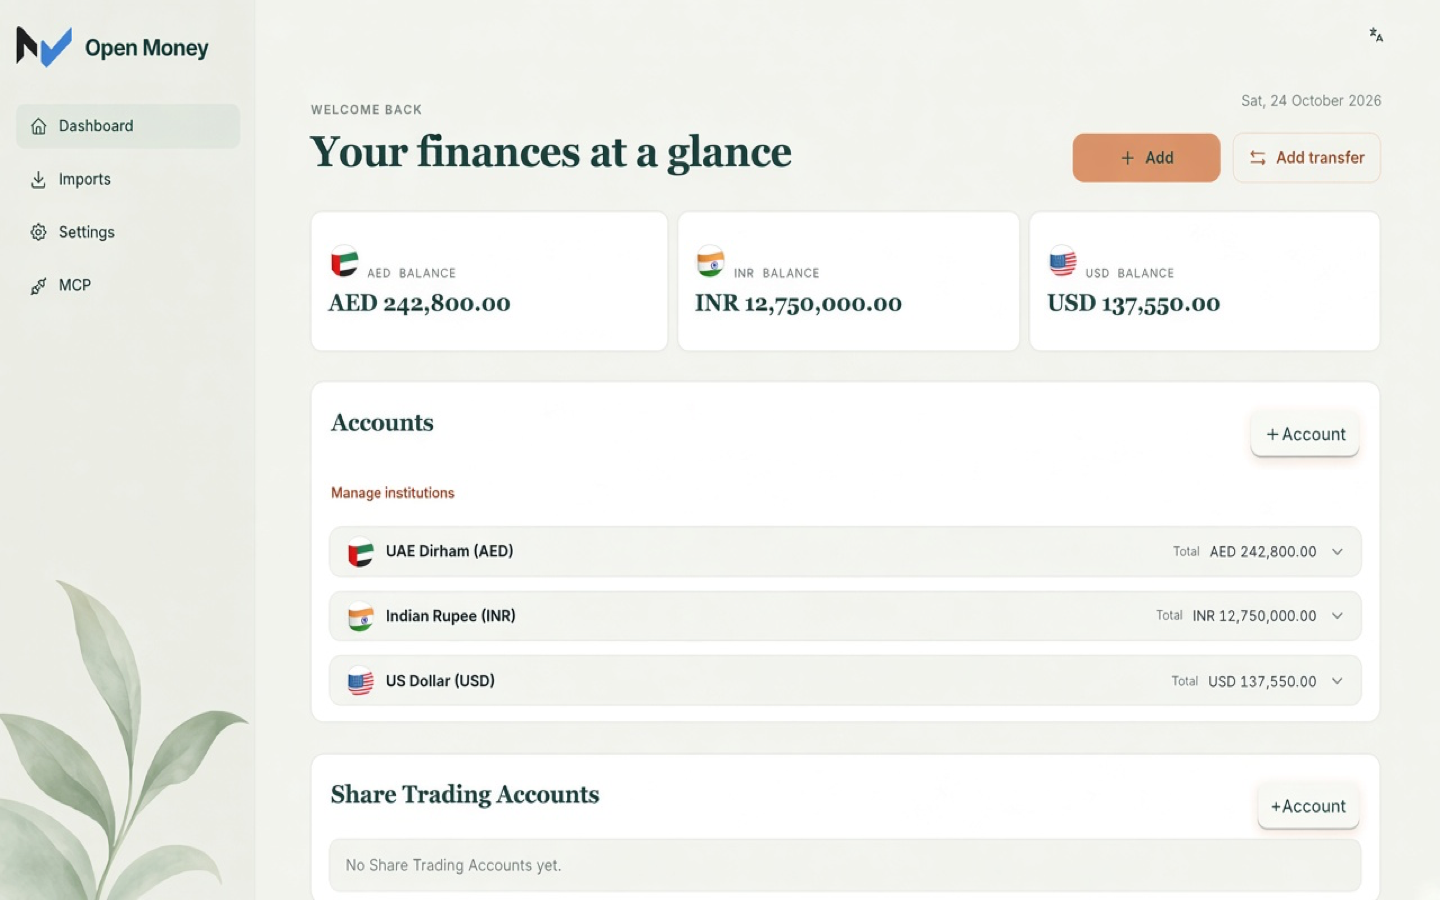 Open Money
Dashboard
Imports
Settings
MCP
Sat, 24 October 2026
WELCOME BACK
Your finances at a glance
+ Add
Add transfer
AED BALANCE
AED 242,800.00
INR BALANCE
INR 12,750,000.00
USD BALANCE
USD 137,550.00
Accounts
+ Account
Manage institutions
UAE Dirham (AED) Total AED 242,800.00
Indian Rupee (INR) Total INR 12,750,000.00
US Dollar (USD) Total USD 137,550.00
Share Trading Accounts
+Account
No Share Trading Accounts yet.